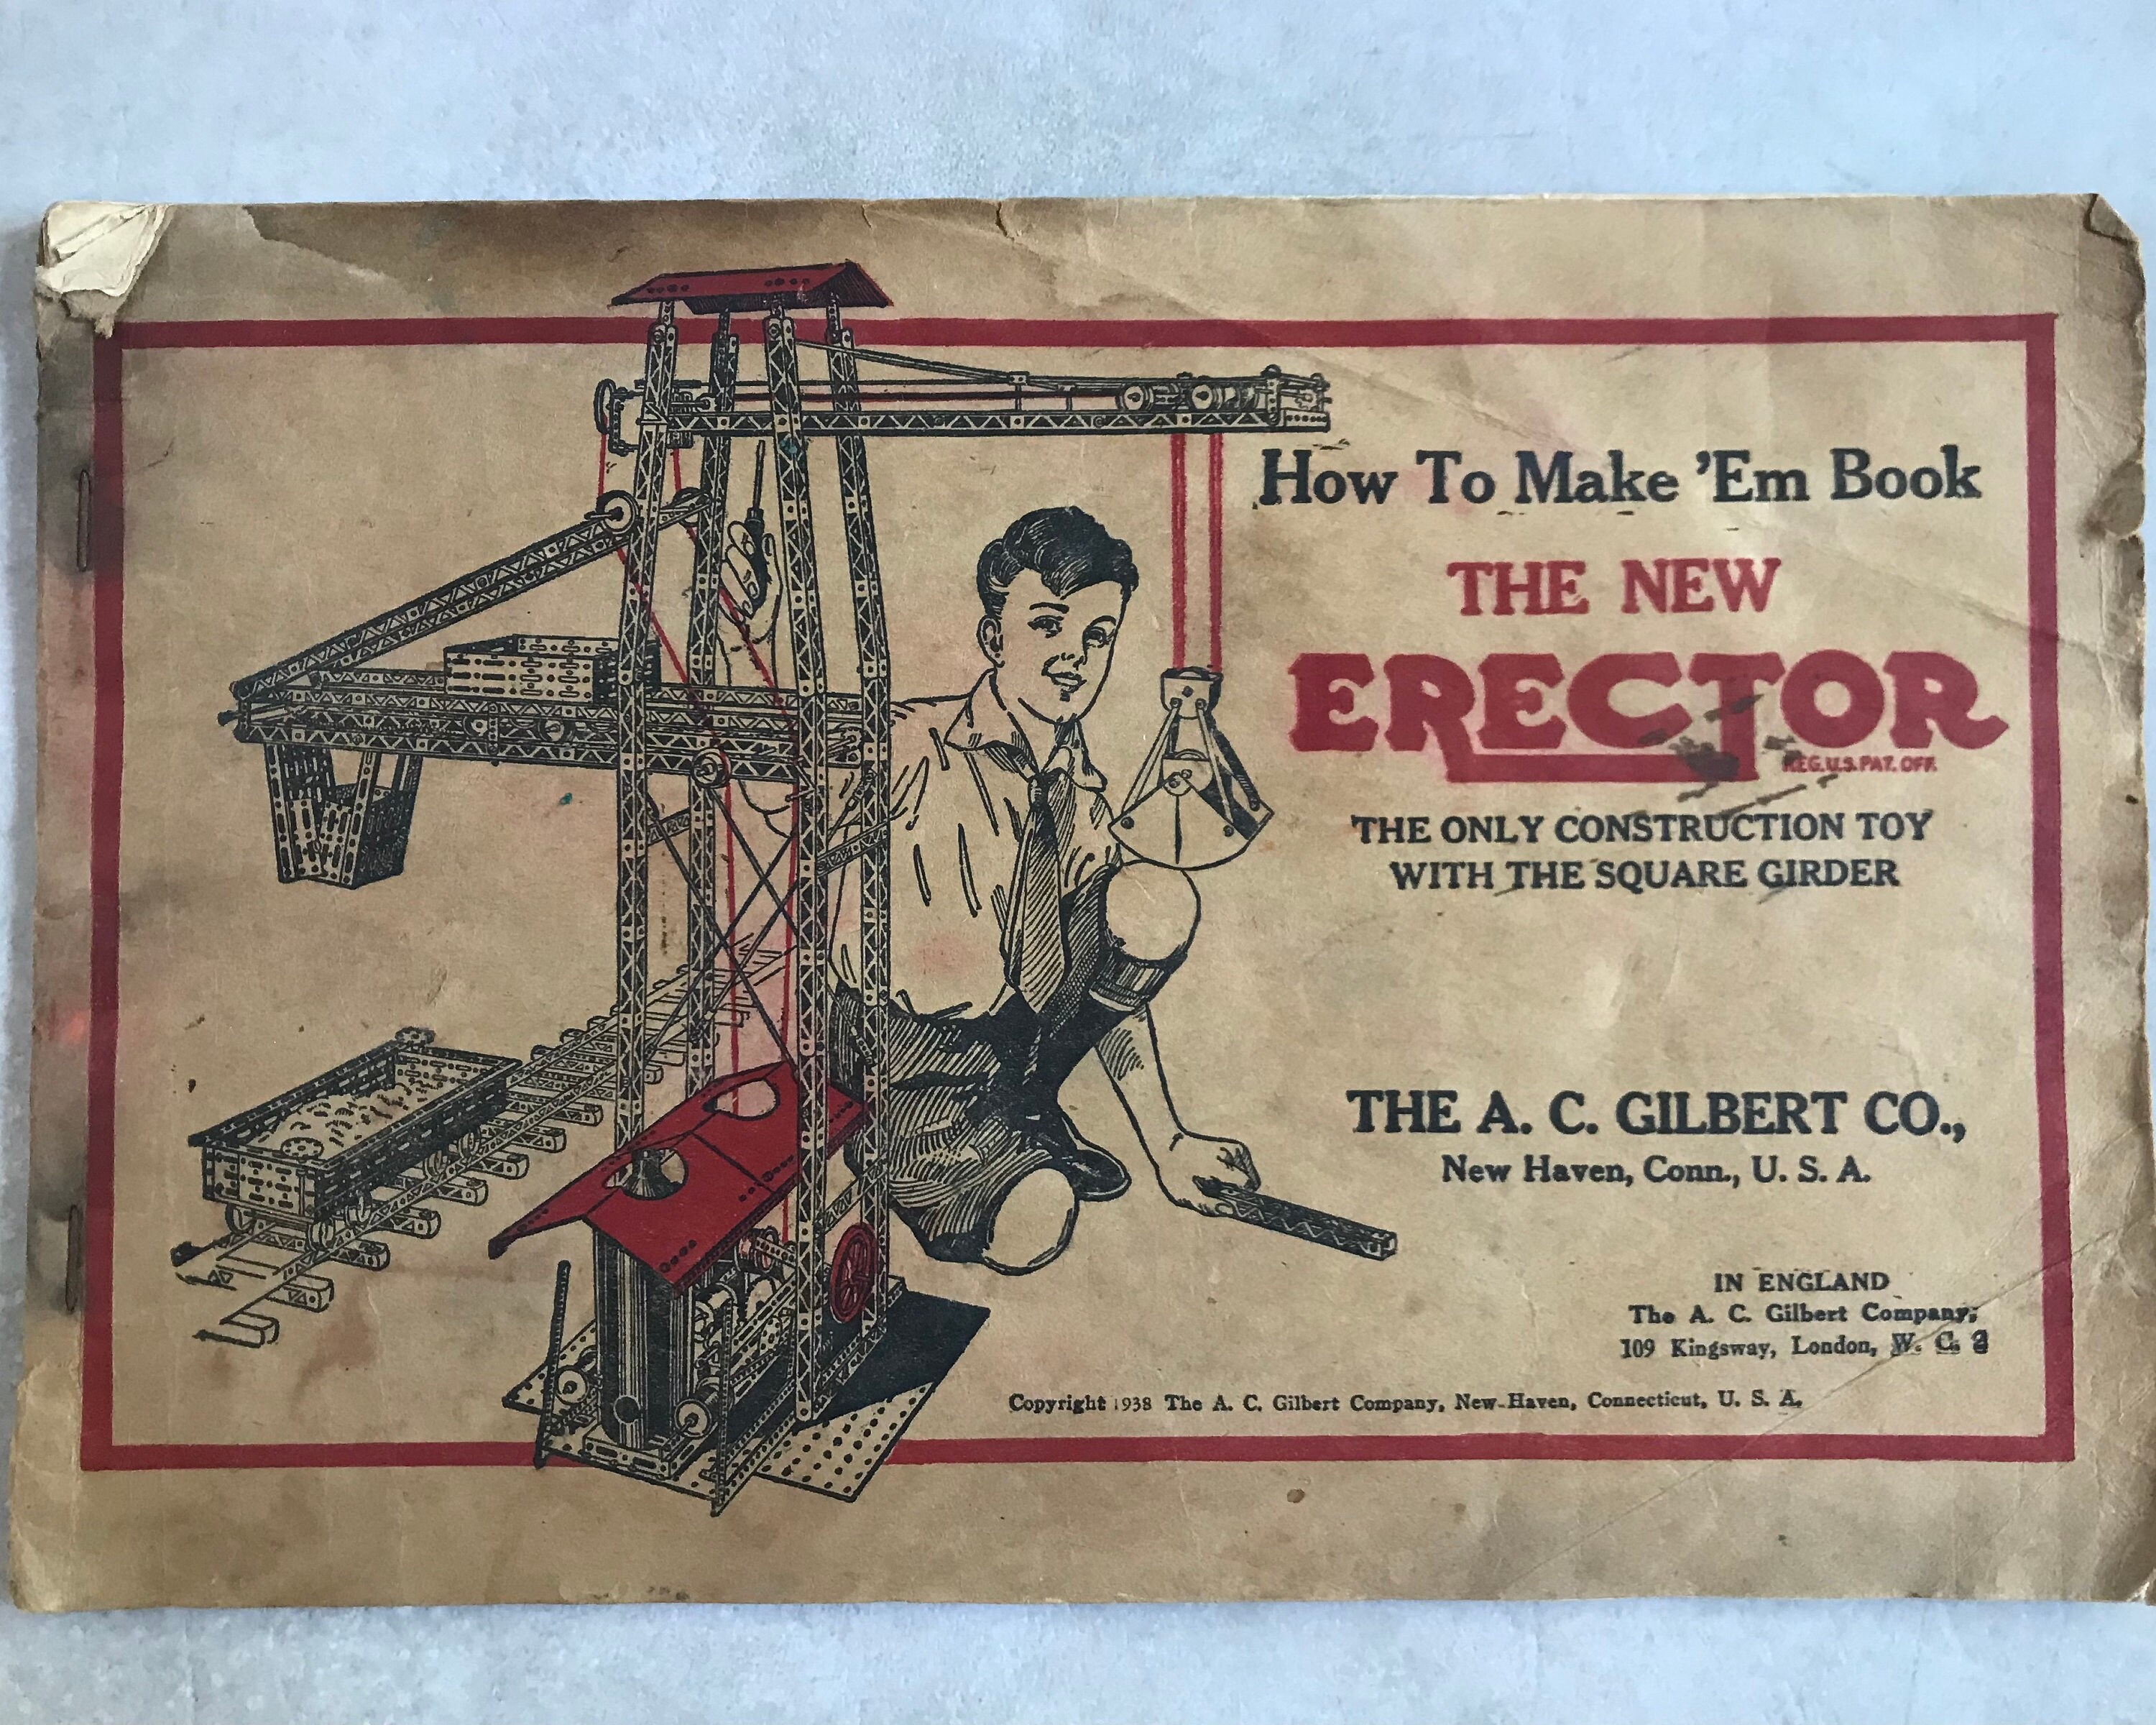 How To Make 'Em Book
THE NEW
ERECTOR
REG. U.S. PAT. OFF.
THE ONLY CONSTRUCTION TOY
WITH THE SQUARE GIRDER
THE A. C. GILBERT CO.,
New Haven, Conn., U. S. A.
IN ENGLAND
The A. C. Gilbert Company,
109 Kingsway, London, W. C. 2
Copyright 1938 The A. C. Gilbert Company, New Haven, Connecticut, U. S. A.